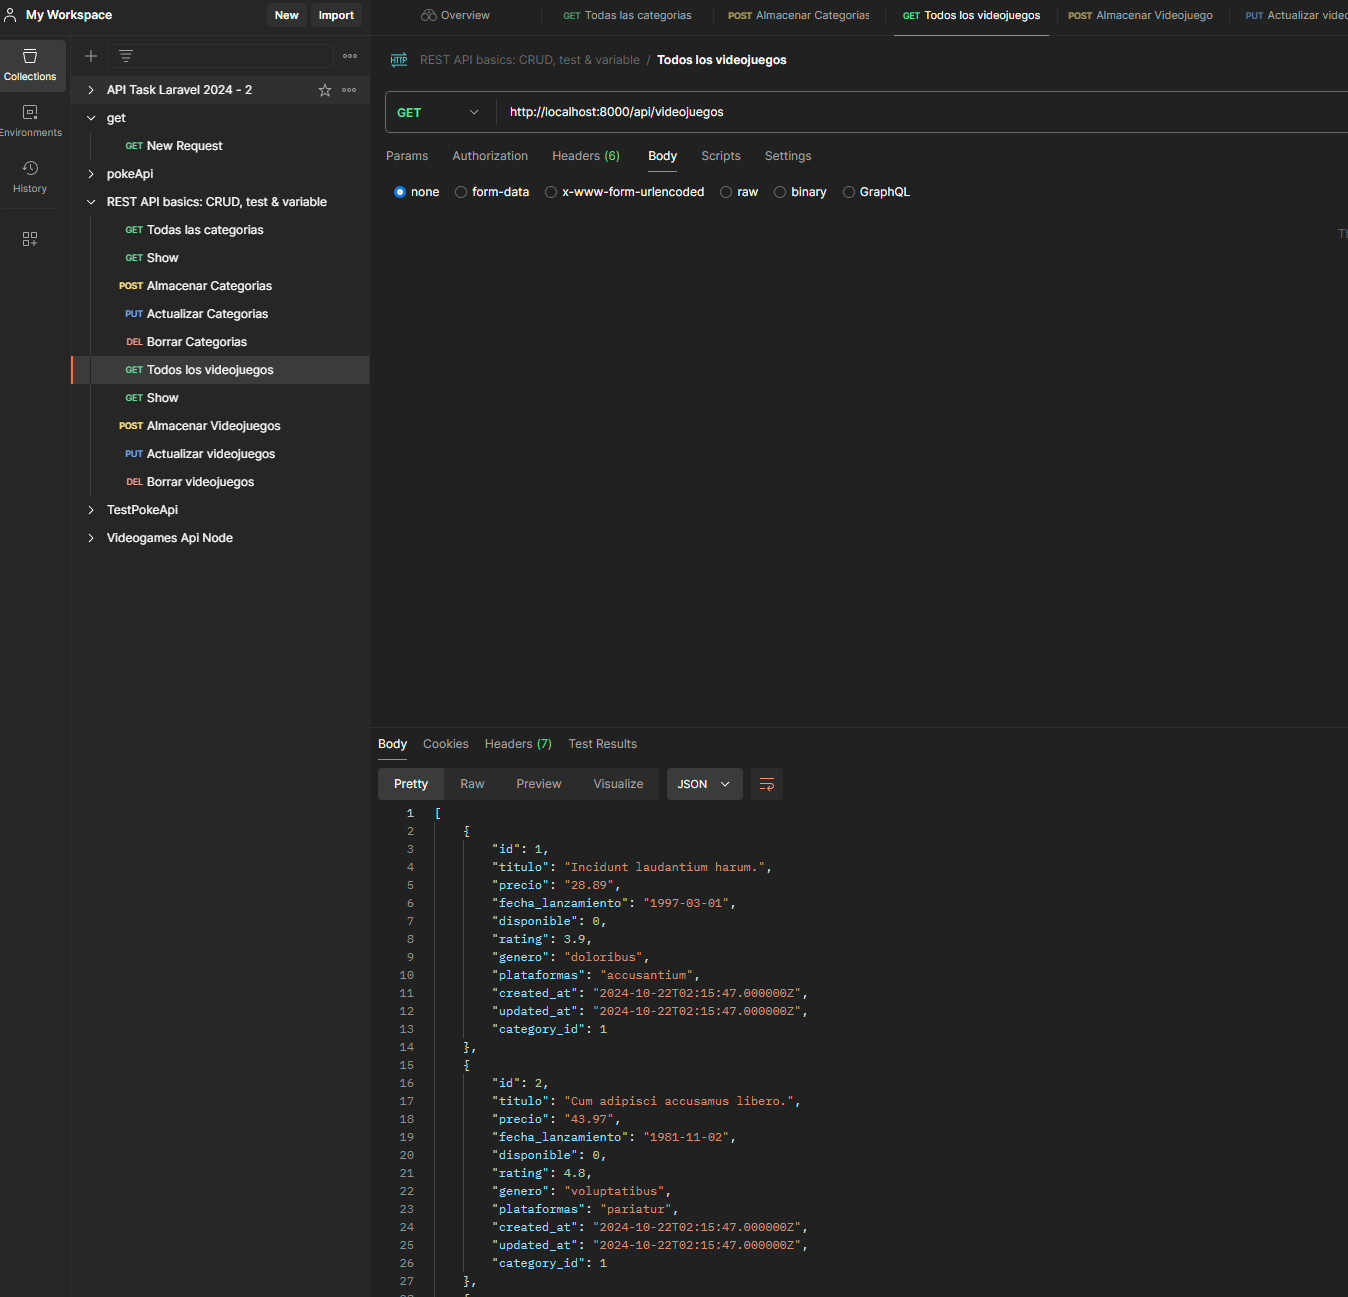 My Workspace
New
Import
Overview
GET Todas las categorias
POST Almacenar Categorias
GET Todos los videojuegos
POST Almacenar Videojuego
PUT Actualizar video
Collections
Environments
History
API Task Laravel 2024 - 2
get
GET New Request
pokeApi
REST API basics: CRUD, test & variable
GET Todas las categorias
GET Show
POST Almacenar Categorias
PUT Actualizar Categorias
DEL Borrar Categorias
GET Todos los videojuegos
GET Show
POST Almacenar Videojuegos
PUT Actualizar videojuegos
DEL Borrar videojuegos
TestPokeApi
Videogames Api Node
HTTP REST API basics: CRUD, test & variable / Todos los videojuegos
GET http://localhost:8000/api/videojuegos
Params Authorization Headers (6) Body Scripts Settings
none form-data x-www-form-urlencoded raw binary GraphQL
Th
Body Cookies Headers (7) Test Results
Pretty Raw Preview Visualize JSON
1 [
2 {
3 "id": 1,
4 "titulo": "Incidunt laudantium harum.",
5 "precio": "28.89",
6 "fecha_lanzamiento": "1997-03-01",
7 "disponible": 0,
8 "rating": 3.9,
9 "genero": "doloribus",
10 "plataformas": "accusantium",
11 "created_at": "2024-10-22T02:15:47.000000Z",
12 "updated_at": "2024-10-22T02:15:47.000000Z",
13 "category_id": 1
14 },
15 {
16 "id": 2,
17 "titulo": "Cum adipisci accusamus libero.",
18 "precio": "43.97",
19 "fecha_lanzamiento": "1981-11-02",
20 "disponible": 0,
21 "rating": 4.8,
22 "genero": "voluptatibus",
23 "plataformas": "pariatur",
24 "created_at": "2024-10-22T02:15:47.000000Z",
25 "updated_at": "2024-10-22T02:15:47.000000Z",
26 "category_id": 1
27 },